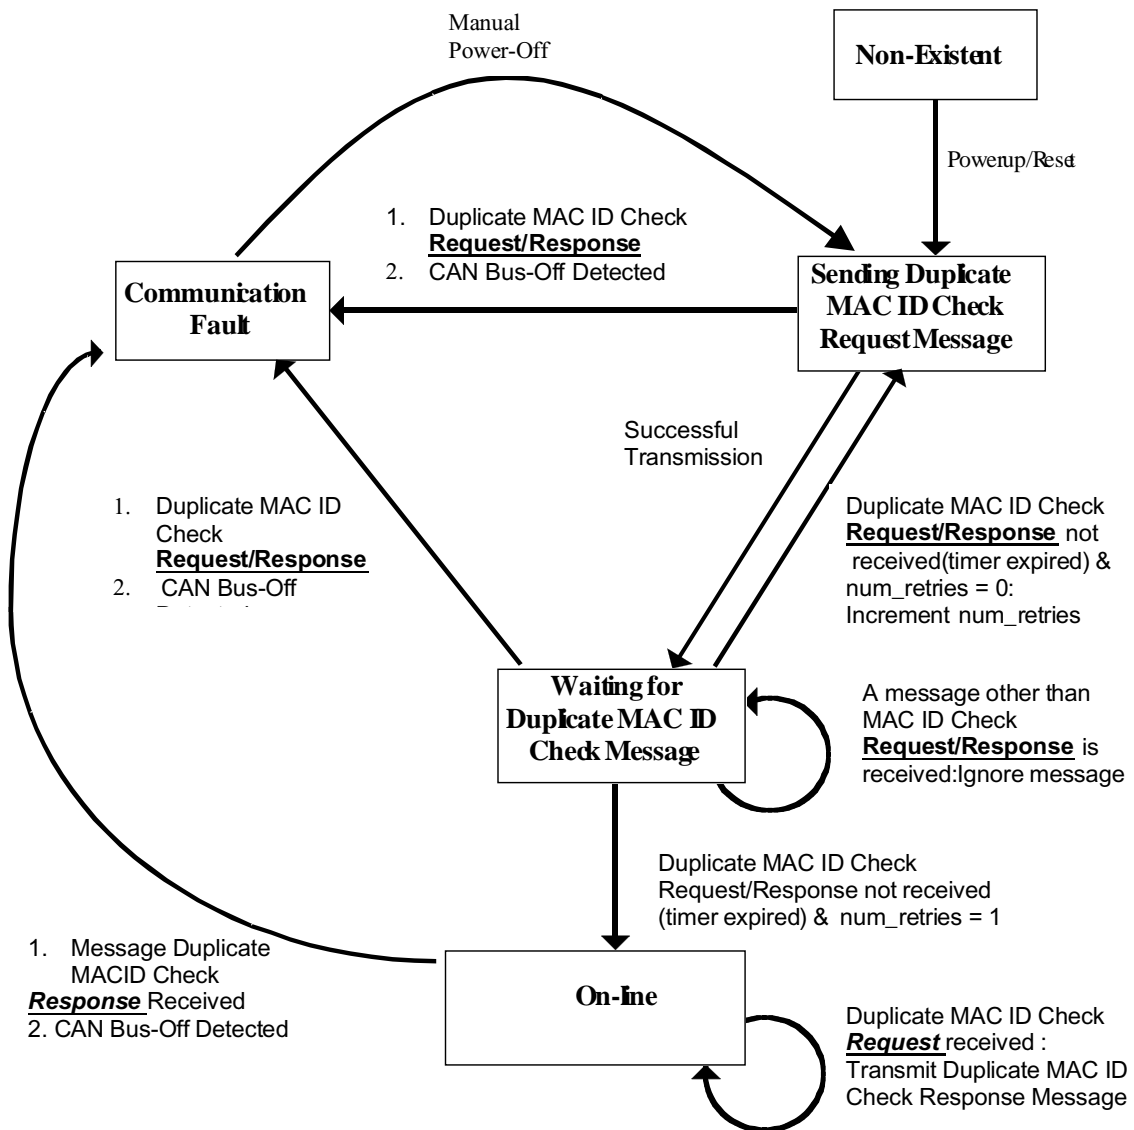 Manual
Power-Off
Non-Existent
Powerup/Reset
1. Duplicate MAC ID Check
Request/Response
2. CAN Bus-Off Detected
Communication
Fault
Sending Duplicate
MAC ID Check
Request Message
Successful
Transmission
1. Duplicate MAC ID
Check
Request/Response
2. CAN Bus-Off
Duplicate MAC ID Check
Request/Response not
received(timer expired) &
num_retries = 0:
Increment num_retries
Waiting for
Duplicate MAC ID
Check Message
A message other than
MAC ID Check
Request/Response is
received:Ignore message
Duplicate MAC ID Check
Request/Response not received
(timer expired) & num_retries = 1
1. Message Duplicate
MACID Check
Response Received
2. CAN Bus-Off Detected
On-line
Duplicate MAC ID Check
Request received :
Transmit Duplicate MAC ID
Check Response Message